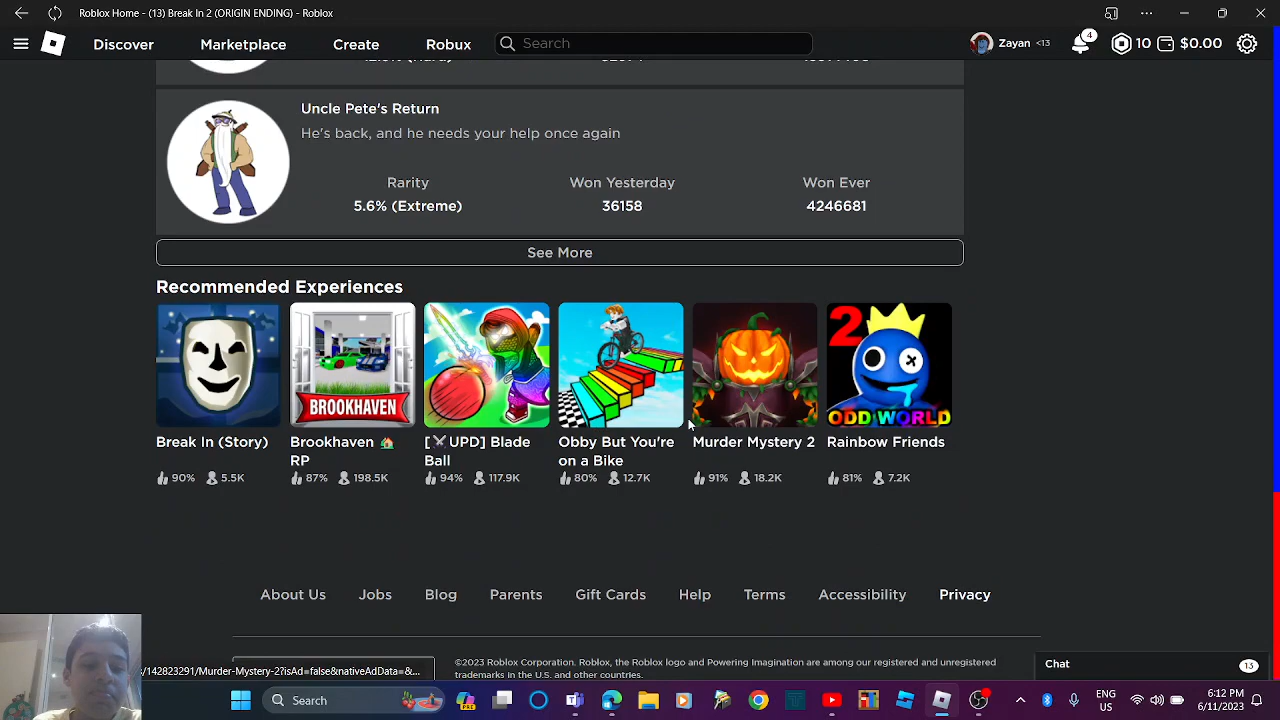 Roblox Home - (13) Break In 2 (ORIGIN ENDING) - Roblox
Discover Marketplace Create Robux Search Zayan <13 4 10 $0.00
Uncle Pete's Return
He's back, and he needs your help once again
Rarity Won Yesterday Won Ever
5.6% (Extreme) 36158 4246681
See More
Recommended Experiences
BROOKHAVEN
2
ODD WORLD
Break In (Story) Brookhaven 🏠 [⚔UPD] Blade Obby But You're Murder Mystery 2 Rainbow Friends
RP Ball on a Bike
90% 5.5K 87% 198.5K 94% 117.9K 80% 12.7K 91% 18.2K 81% 7.2K
About Us Jobs Blog Parents Gift Cards Help Terms Accessibility Privacy
/142823291/Murder-Mystery-2?isAd=false&nativeAdData=&...
©2023 Roblox Corporation. Roblox, the Roblox logo and Powering Imagination are among our registered and unregistered
trademarks in the U.S. and other countries.
Chat 13
Search PRE ENG 6:12 PM
US 6/11/2023